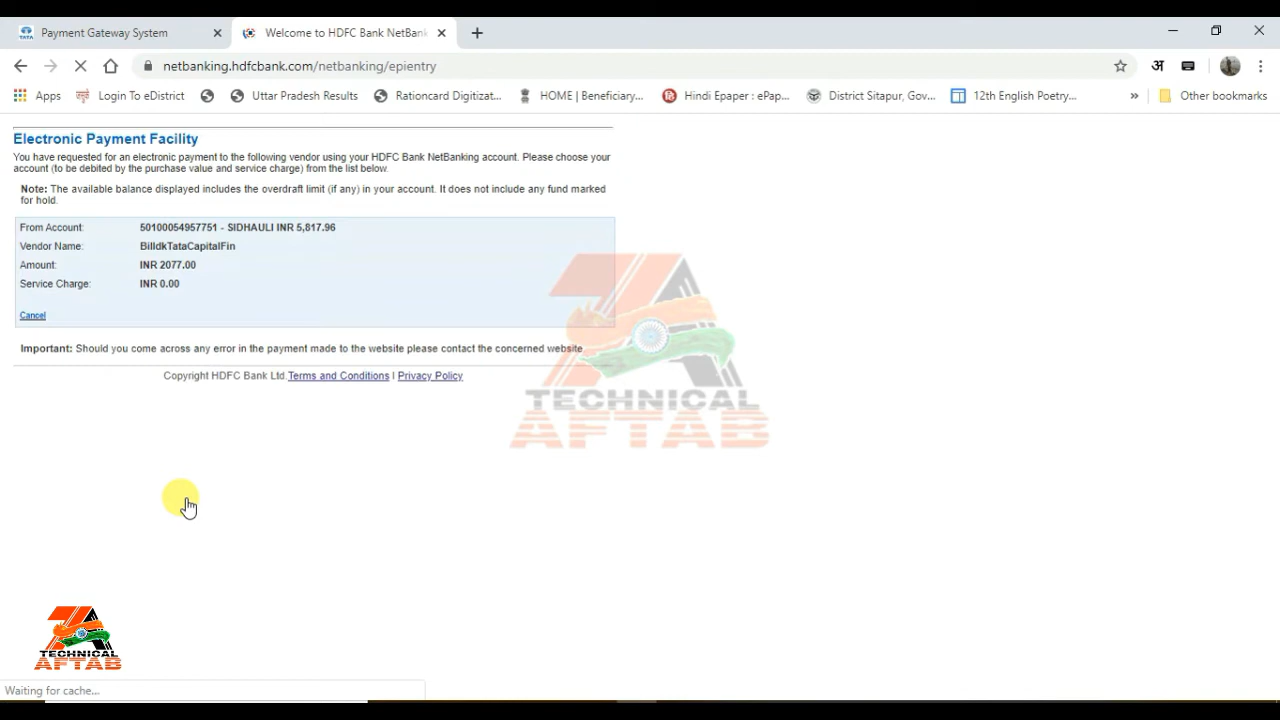 Payment Gateway System
Welcome to HDFC Bank NetBan
netbanking.hdfcbank.com/netbanking/epientry
अ
Apps
Login To eDistrict
Uttar Pradesh Results
Rationcard Digitizat...
HOME | Beneficiary...
Hindi Epaper : ePap...
District Sitapur, Gov...
12th English Poetry...
»
Other bookmarks
Electronic Payment Facility
You have requested for an electronic payment to the following vendor using your HDFC Bank NetBanking account. Please choose your
account (to be debited by the purchase value and service charge) from the list below.
Note: The available balance displayed includes the overdraft limit (if any) in your account. It does not include any fund marked
for hold.
From Account: 50100054957751 - SIDHAULI INR 5,817.96
Vendor Name: BilldkTataCapitalFin
Amount: INR 2077.00
Service Charge: INR 0.00
Cancel
Important: Should you come across any error in the payment made to the website please contact the concerned website.
Copyright HDFC Bank Ltd. Terms and Conditions | Privacy Policy
TECHNICAL
AFTAB
TECHNICAL
AFTAB
Waiting for cache...